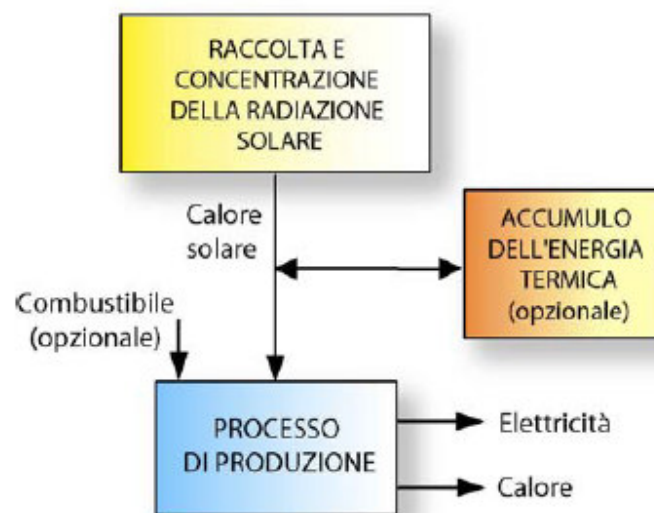 RACCOLTA E
CONCENTRAZIONE
DELLA RADIAZIONE
SOLARE
Calore
solare
ACCUMULO
DELL'ENERGIA
TERMICA
(opzionale)
Combustibile
(opzionale)
PROCESSO
DI PRODUZIONE
Elettricità
Calore